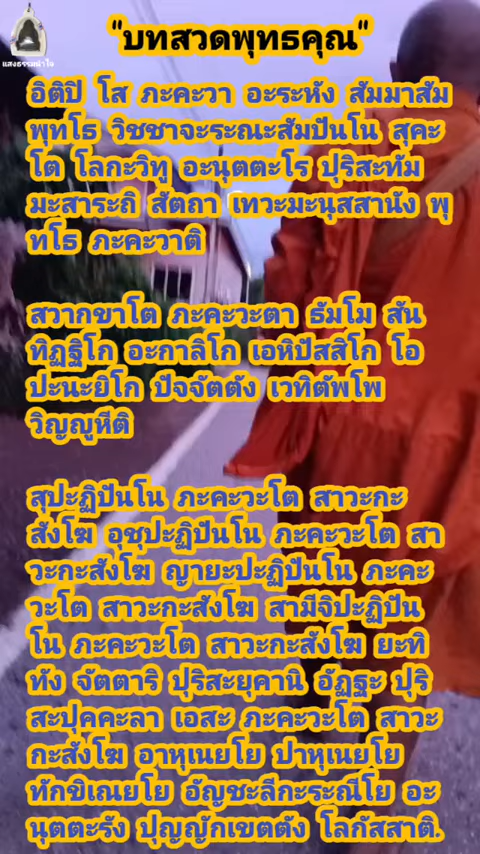 แสงธรรมนำใจ
"บทสวดพุทธคุณ"
อิติปิ โส ภะคะวา อะระหัง สัมมาสัม
พุทโธ วิชชาจะระณะสัมปันโน สุคะ
โต โลกะวิทู อะนุตตะโร ปุริสะทัม
มะสาระถิ สัตถา เทวะมะนุสสานัง พุ
ทโธ ภะคะวาติ
สวากขาโต ภะคะวะตา ธัมโม สัน
ทิฏฐิโก อะกาลิโก เอหิปัสสิโก โอ
ปะนะยิโก ปัจจัตตัง เวทิตัพโพ
วิญญูหีติ
สุปะฏิปันโน ภะคะวะโต สาวะกะ
สังโฆ อุชุปะฏิปันโน ภะคะวะโต สา
วะกะสังโฆ ญายะปะฏิปันโน ภะคะ
วะโต สาวะกะสังโฆ สามีจิปะฏิปัน
โน ภะคะวะโต สาวะกะสังโฆ ยะทิ
ทัง จัตตาริ ปุริสะยุคานิ อัฏฐะ ปุริ
สะปุคคะลา เอสะ ภะคะวะโต สาวะ
กะสังโฆ อาหุเนยโย ปาหุเนยโย
ทักขิเณยโย อัญชะลีกะระณีโย อะ
นุตตะรัง ปุญญักเขตตัง โลกัสสาติ.